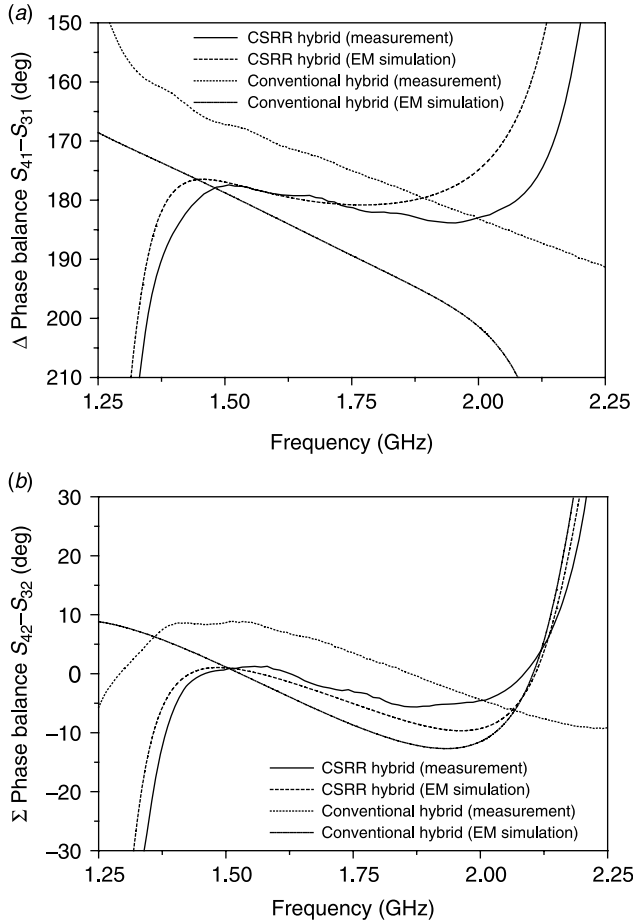 (a)
150
160
170
180
190
200
210
Δ Phase balance S41–S31 (deg)
CSRR hybrid (measurement)
CSRR hybrid (EM simulation)
Conventional hybrid (measurement)
Conventional hybrid (EM simulation)
1.25 1.50 1.75 2.00 2.25
Frequency (GHz)
(b)
30
20
10
0
–10
–20
–30
Σ Phase balance S42–S32 (deg)
CSRR hybrid (measurement)
CSRR hybrid (EM simulation)
Conventional hybrid (measurement)
Conventional hybrid (EM simulation)
1.25 1.50 1.75 2.00 2.25
Frequency (GHz)